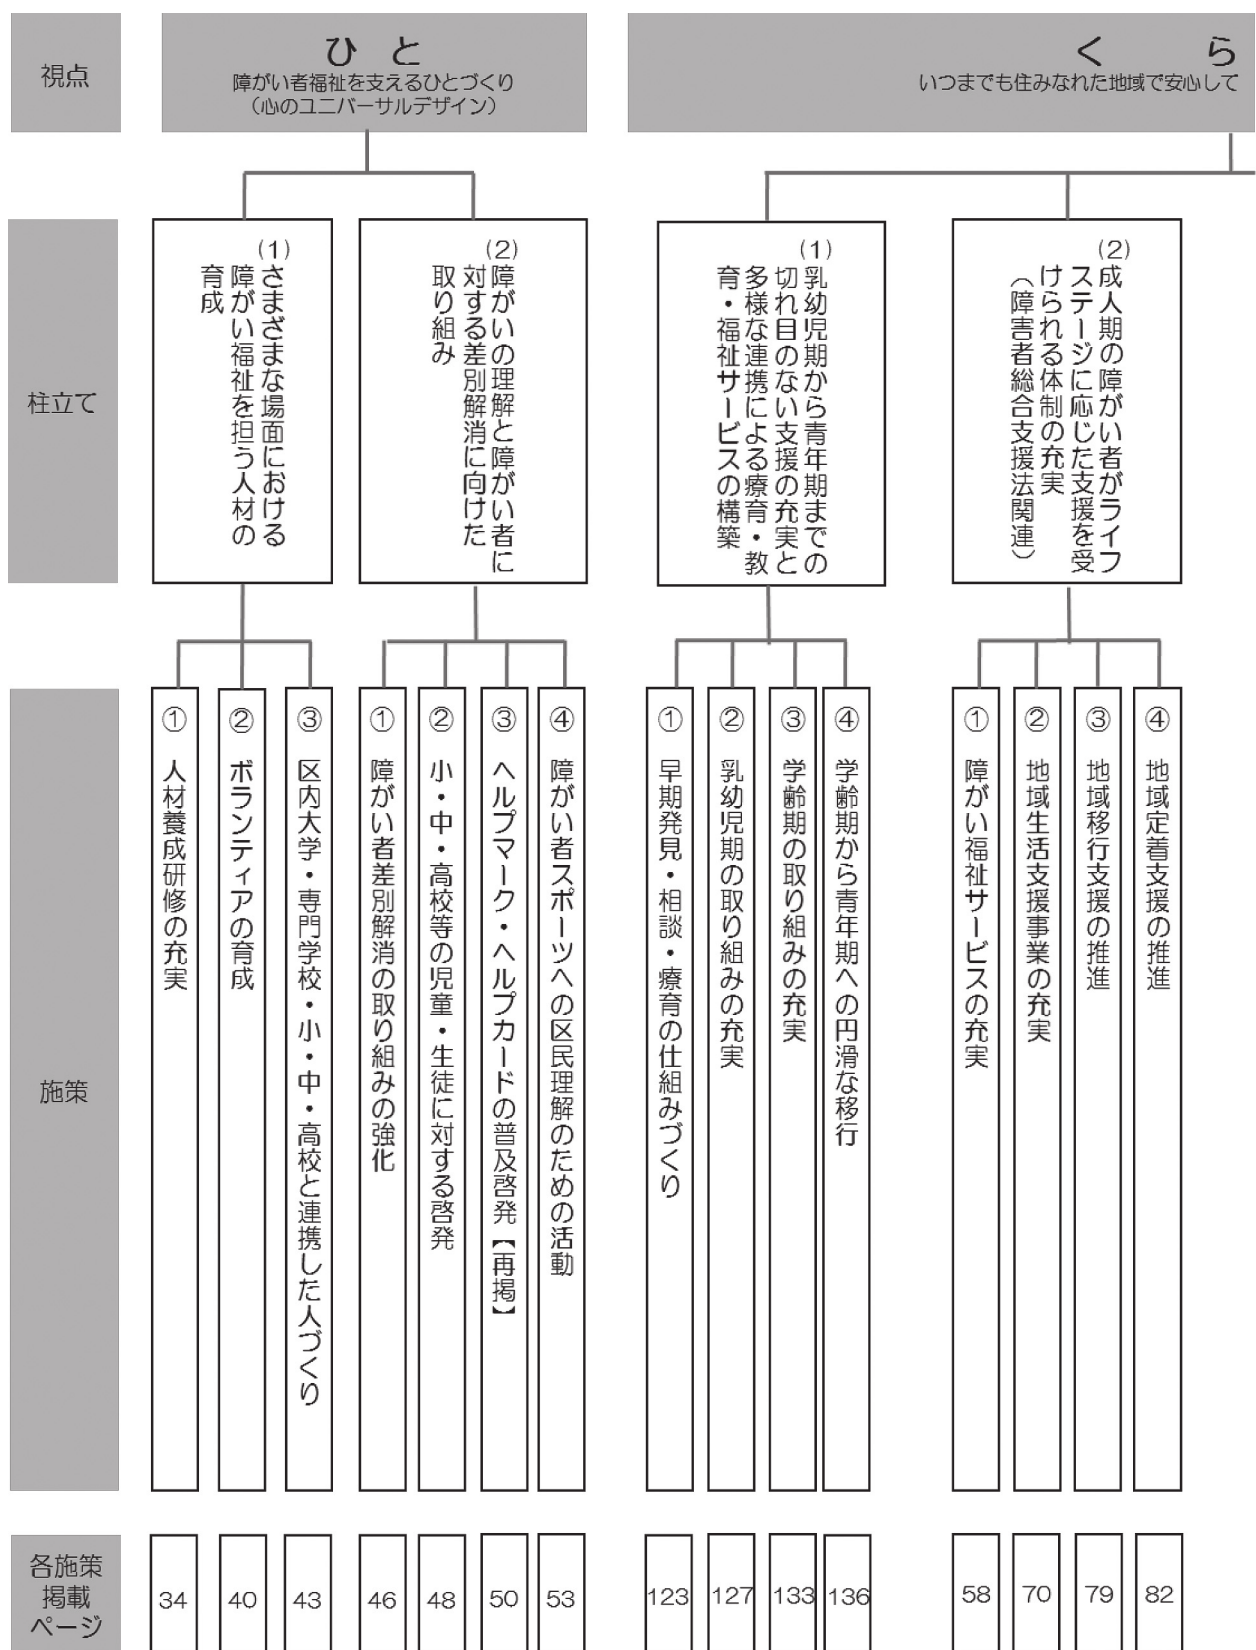 視点
ひと
障がい者福祉を支えるひとづくり
（心のユニバーサルデザイン）
くら
いつまでも住みなれた地域で安心して
柱立て
(1)
さまざまな場面における
障がい福祉を担う人材の
育成
(2)
障がいの理解と障がい者に
対する差別解消に向けた
取り組み
(1)
乳幼児期から青年期までの
切れ目のない支援の充実と
多様な連携による療育・教
育・福祉サービスの構築
(2)
成人期の障がい者がライフ
ステージに応じた支援を受
けられる体制の充実
（障害者総合支援法関連）
施策
① 人材養成研修の充実
② ボランティアの育成
③ 区内大学・専門学校・小・中・高校と連携した人づくり
① 障がい者差別解消の取り組みの強化
② 小・中・高校等の児童・生徒に対する啓発
③ ヘルプマーク・ヘルプカードの普及啓発【再掲】
④ 障がい者スポーツへの区民理解のための活動
① 早期発見・相談・療育の仕組みづくり
② 乳幼児期の取り組みの充実
③ 学齢期の取り組みの充実
④ 学齢期から青年期への円滑な移行
① 障がい福祉サービスの充実
② 地域生活支援事業の充実
③ 地域移行支援の推進
④ 地域定着支援の推進
各施策
掲載
ページ
34
40
43
46
48
50
53
123
127
133
136
58
70
79
82